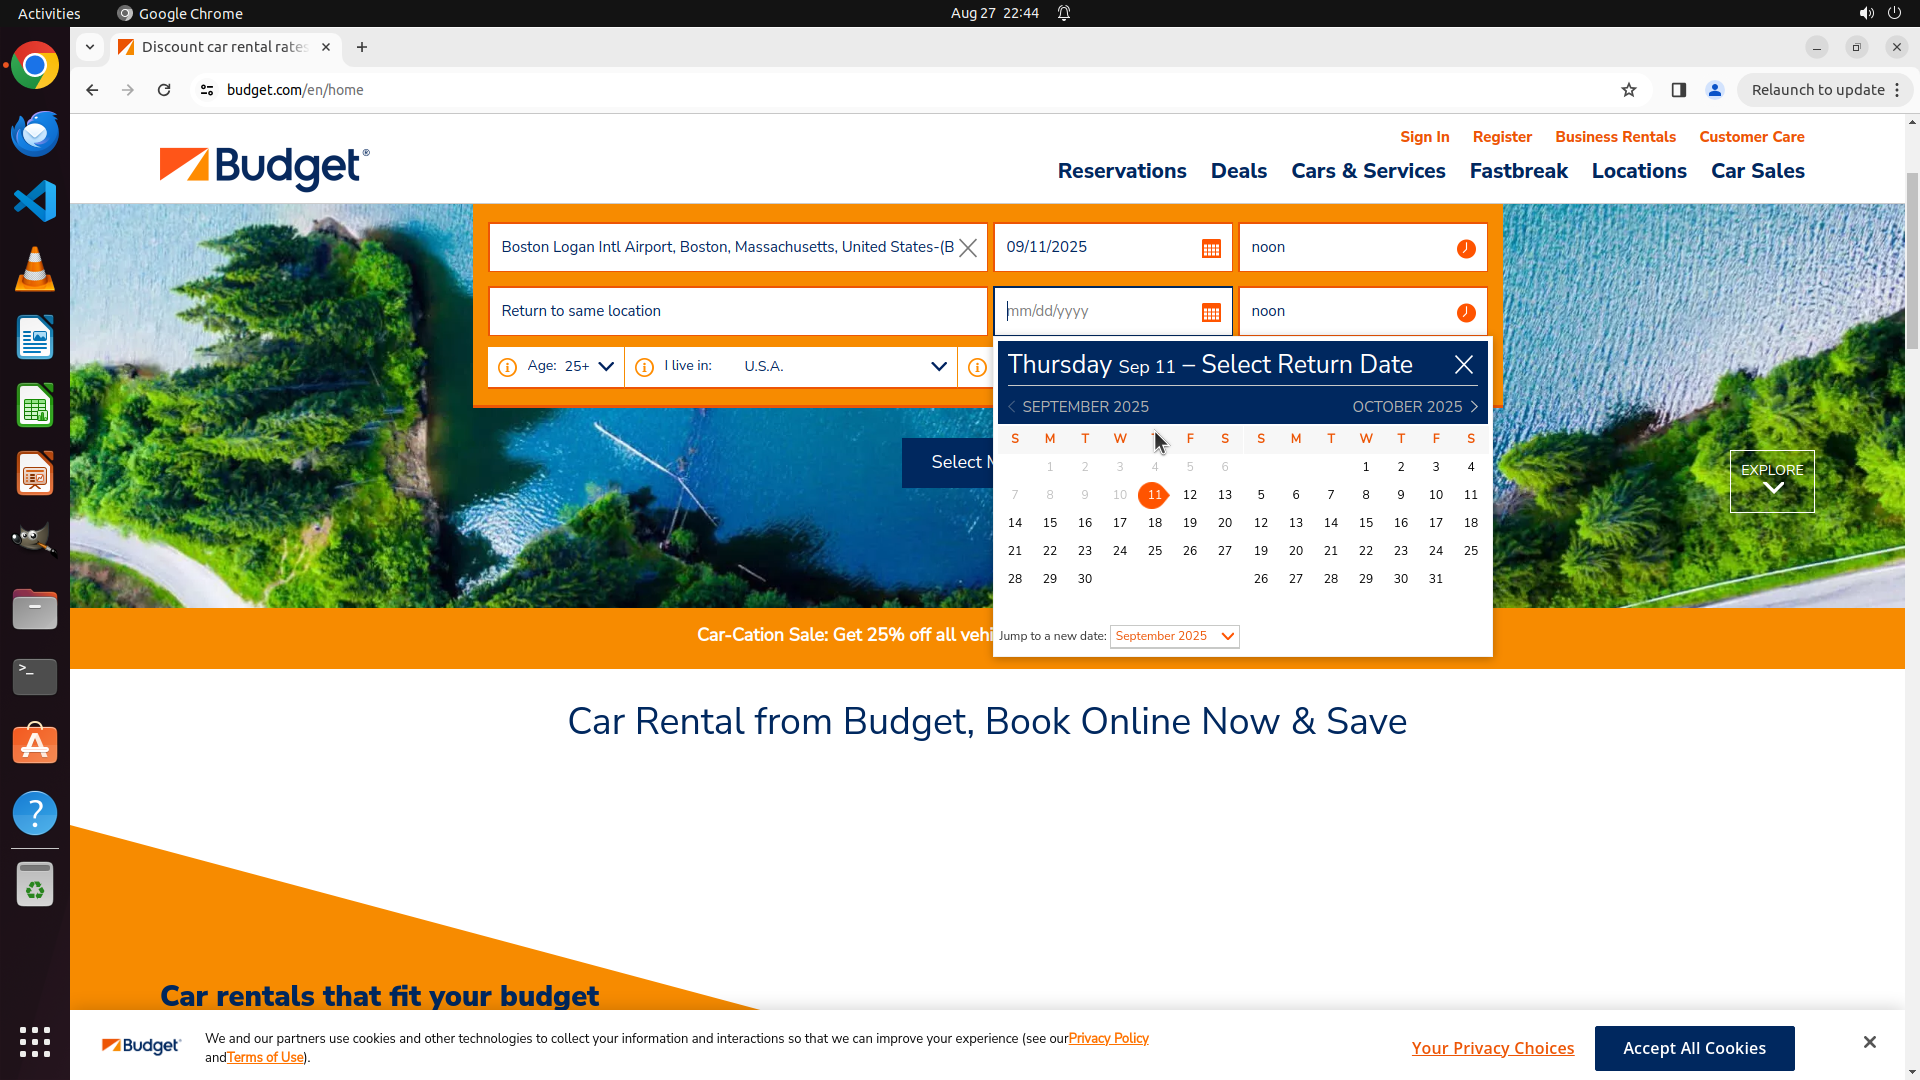 Activities
Google Chrome
Aug 27 22:44
Discount car rental rates
budget.com/en/home
Relaunch to update
Sign In
Register
Business Rentals
Customer Care
Budget®
Reservations
Deals
Cars & Services
Fastbreak
Locations
Car Sales
Boston Logan Intl Airport, Boston, Massachusetts, United States-(B
09/11/2025
noon
Return to same location
mm/dd/yyyy
noon
Age: 25+
I live in: U.S.A.
Thursday Sep 11 – Select Return Date
SEPTEMBER 2025
OCTOBER 2025
S M T W F S S M T W T F S
1 2 3 4 5 6 1 2 3 4
7 8 9 10 11 12 13 5 6 7 8 9 10 11
14 15 16 17 18 19 20 12 13 14 15 16 17 18
21 22 23 24 25 26 27 19 20 21 22 23 24 25
28 29 30 26 27 28 29 30 31
Jump to a new date: September 2025
Select
EXPLORE
Car-Cation Sale: Get 25% off all
Car Rental from Budget, Book Online Now & Save
Car rentals that fit your budget
Budget
We and our partners use cookies and other technologies to collect your information and interactions so that we can improve your experience (see our Privacy Policy
and Terms of Use).
Your Privacy Choices
Accept All Cookies